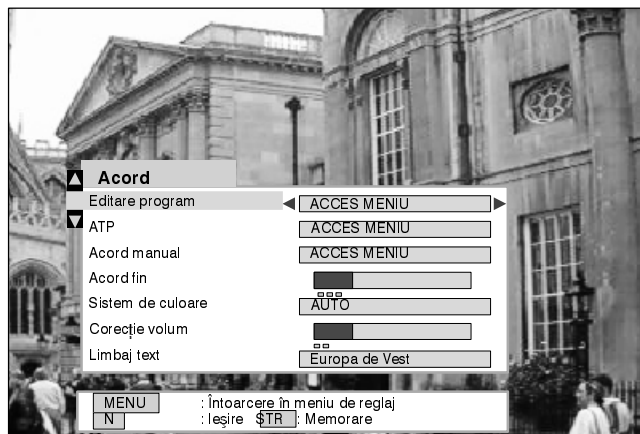 Acord
Editare program ACCES MENIU
ATP ACCES MENIU
Acord manual ACCES MENIU
Acord fin
Sistem de culoare AUTO
Corecție volum
Limbaj text Europa de Vest
MENU : Întoarcere în meniu de reglaj
N : Ieşire STR : Memorare